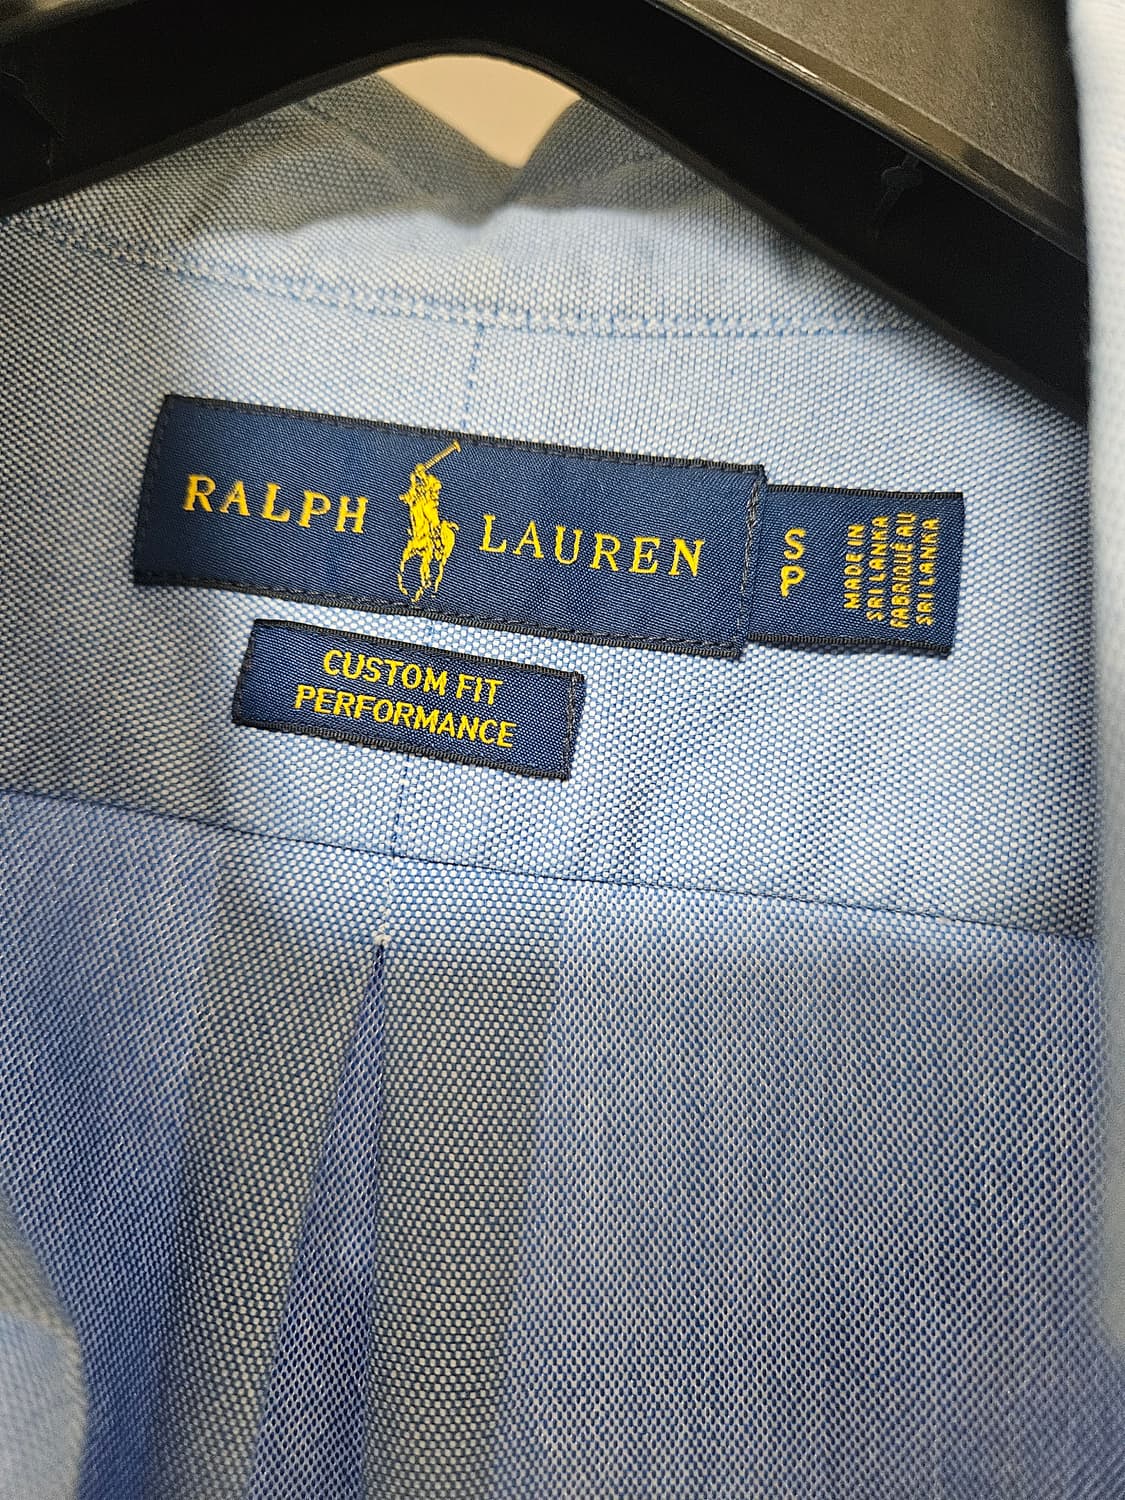 RALPH LAUREN
S
P
MADE IN
SRI LANKA
FABRIQUÉ AU
SRI LANKA
CUSTOM FIT
PERFORMANCE